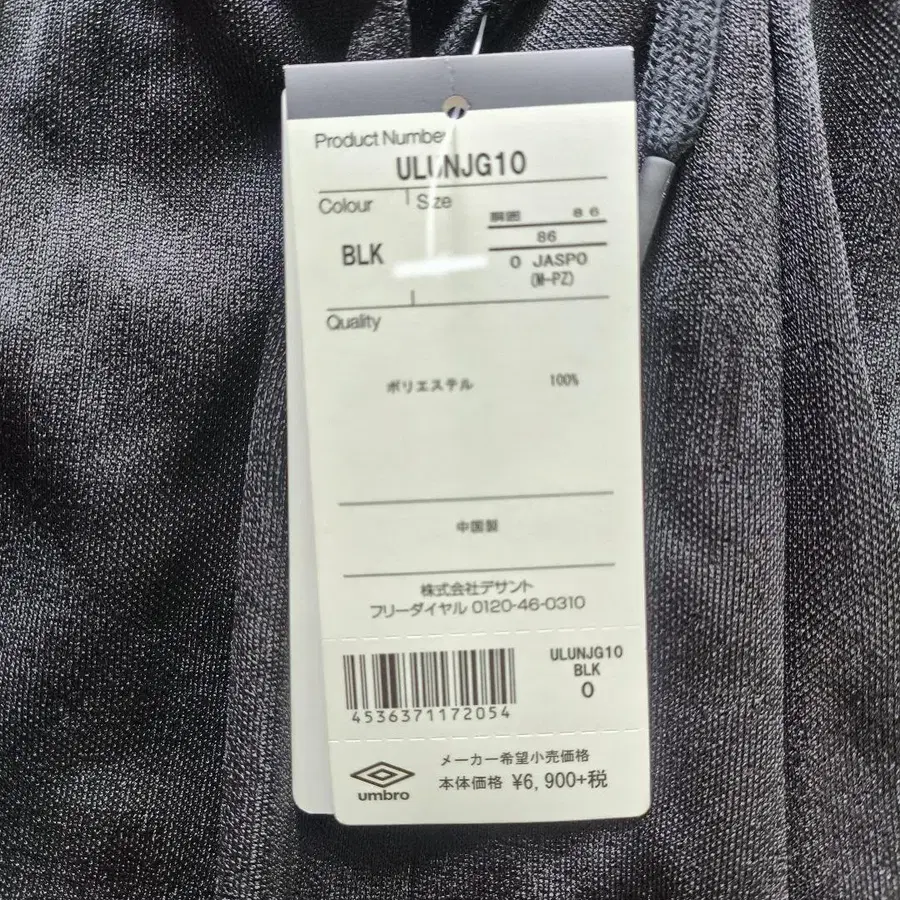 Product Number
ULUNJG10
Colour
Size
BLK
胴囲 86
86
O JASPO
(M-PZ)
Quality
ポリエステル 100%
中国製
株式会社デサント
フリーダイヤル 0120-46-0310
ULUNJG10
BLK
O
4536371172054
メーカー希望小売価格
本体価格 ¥6,900+税
umbro